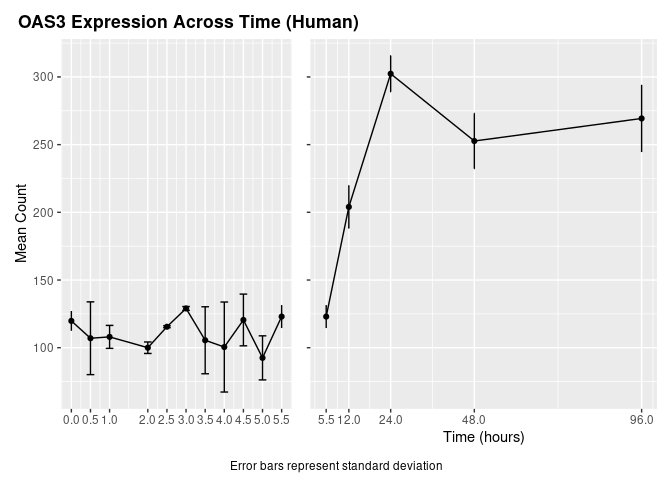 OAS3 Expression Across Time (Human)
Mean Count
300
250
200
150
100
0.0 0.5 1.0 2.0 2.5 3.0 3.5 4.0 4.5 5.0 5.5
5.5 12.0 24.0 48.0 96.0
Time (hours)
Error bars represent standard deviation